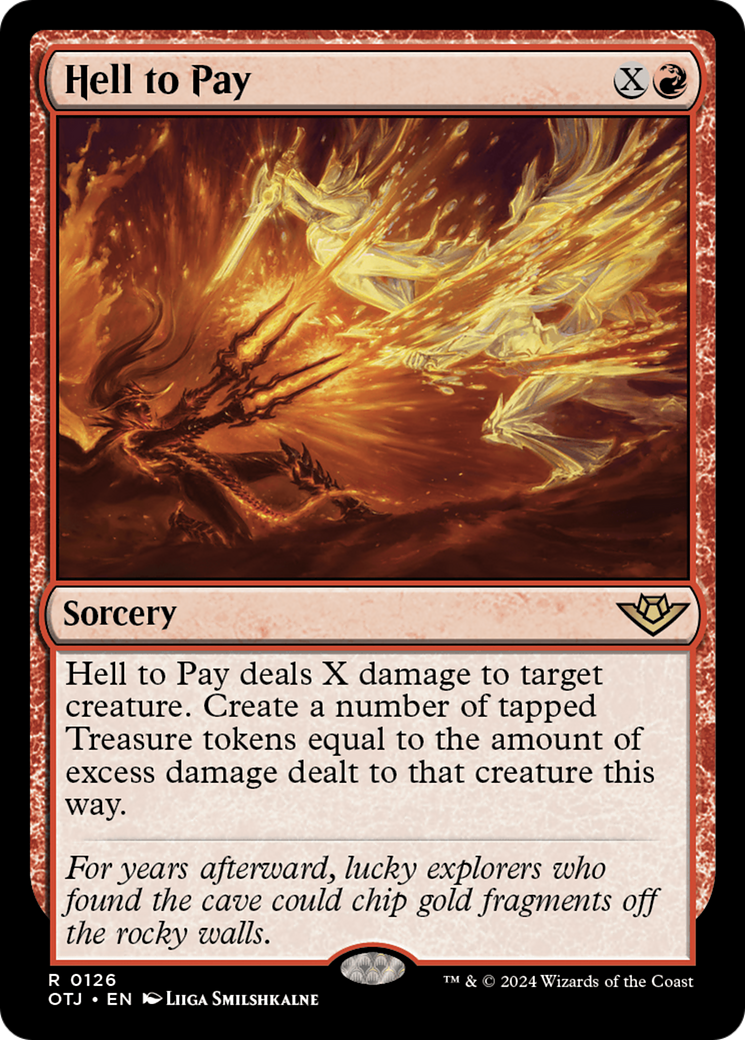 Hell to Pay X
Sorcery
Hell to Pay deals X damage to target
creature. Create a number of tapped
Treasure tokens equal to the amount of
excess damage dealt to that creature this
way.
For years afterward, lucky explorers who
found the cave could chip gold fragments off
the rocky walls.
R 0126
OTJ • EN Liiga Smilshkalne
™ & © 2024 Wizards of the Coast